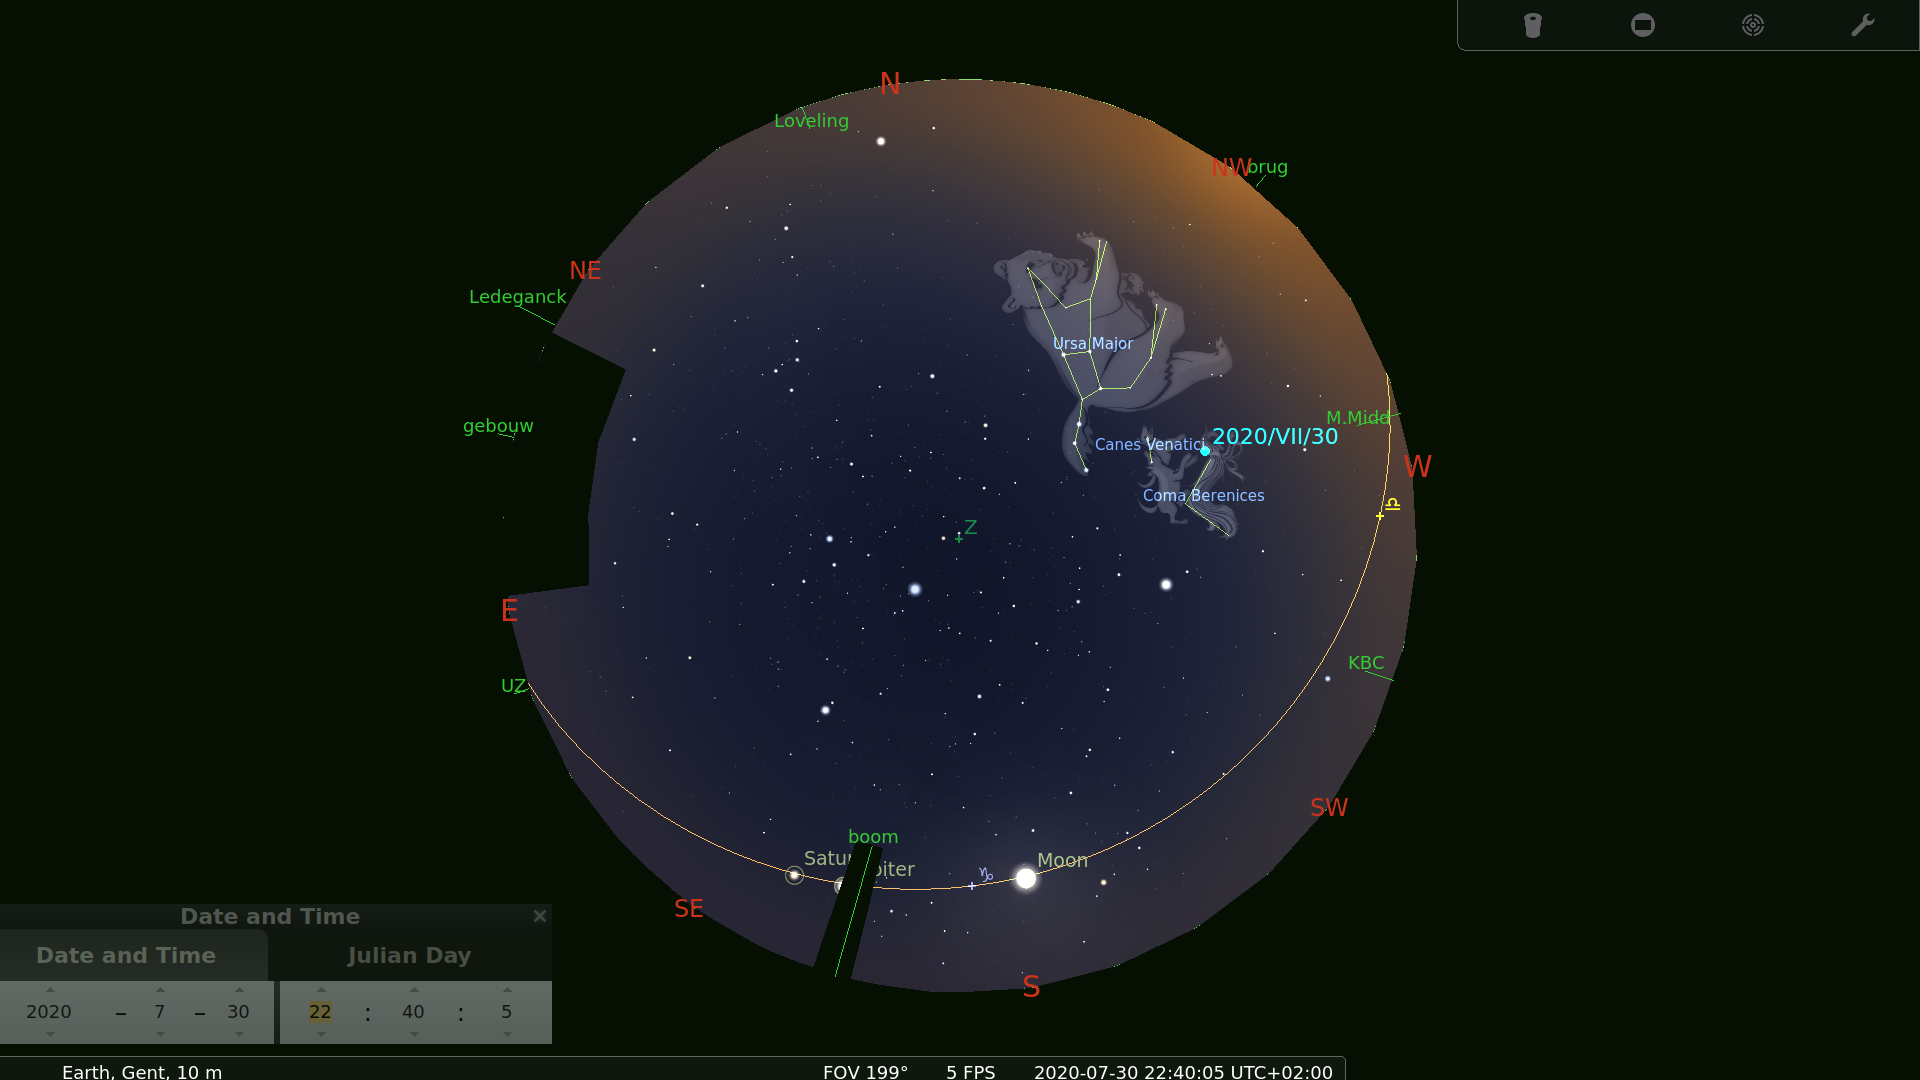 N
Loveling
NW brug
NE
Ledeganck
Ursa Major
M.Midd
gebouw
2020/VII/30
Canes Venatici
W
Coma Berenices
♎
Z
E
KBC
UZ
SW
boom
Satu
Moon
piter
♑
SE
S
Date and Time ×
Date and Time Julian Day
2020 – 7 – 30 22 : 40 : 5
Earth, Gent, 10 m FOV 199° 5 FPS 2020-07-30 22:40:05 UTC+02:00